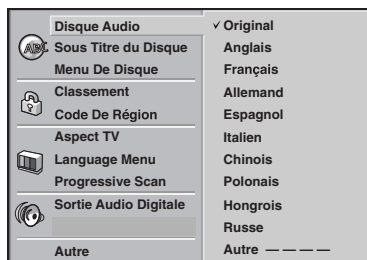 Disque Audio
Sous Titre du Disque
Menu De Disque
Classement
Code De Région
Aspect TV
Language Menu
Progressive Scan
Sortie Audio Digitale
Autre
✓ Original
Anglais
Français
Allemand
Espagnol
Italien
Chinois
Polonais
Hongrois
Russe
Autre — — — —
ABC